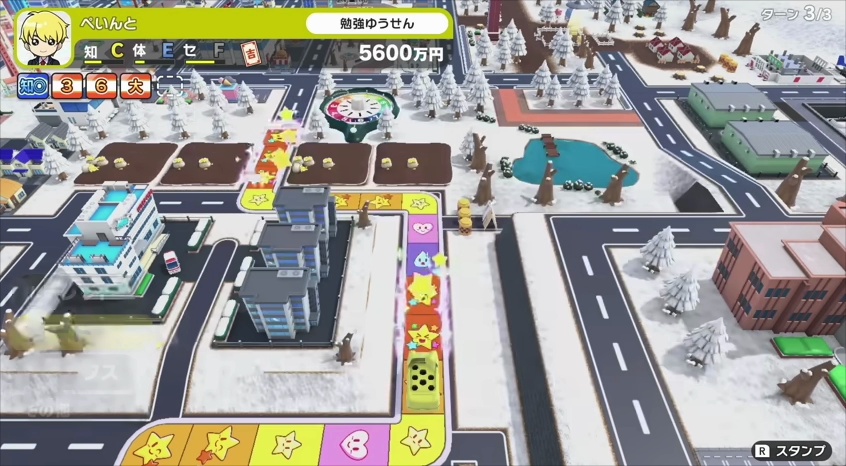 ぺいんと
勉強ゆうせん
知 C 体 E セ F 吉
5600万円
知 3 6 大
ターン 3/3
R スタンプ